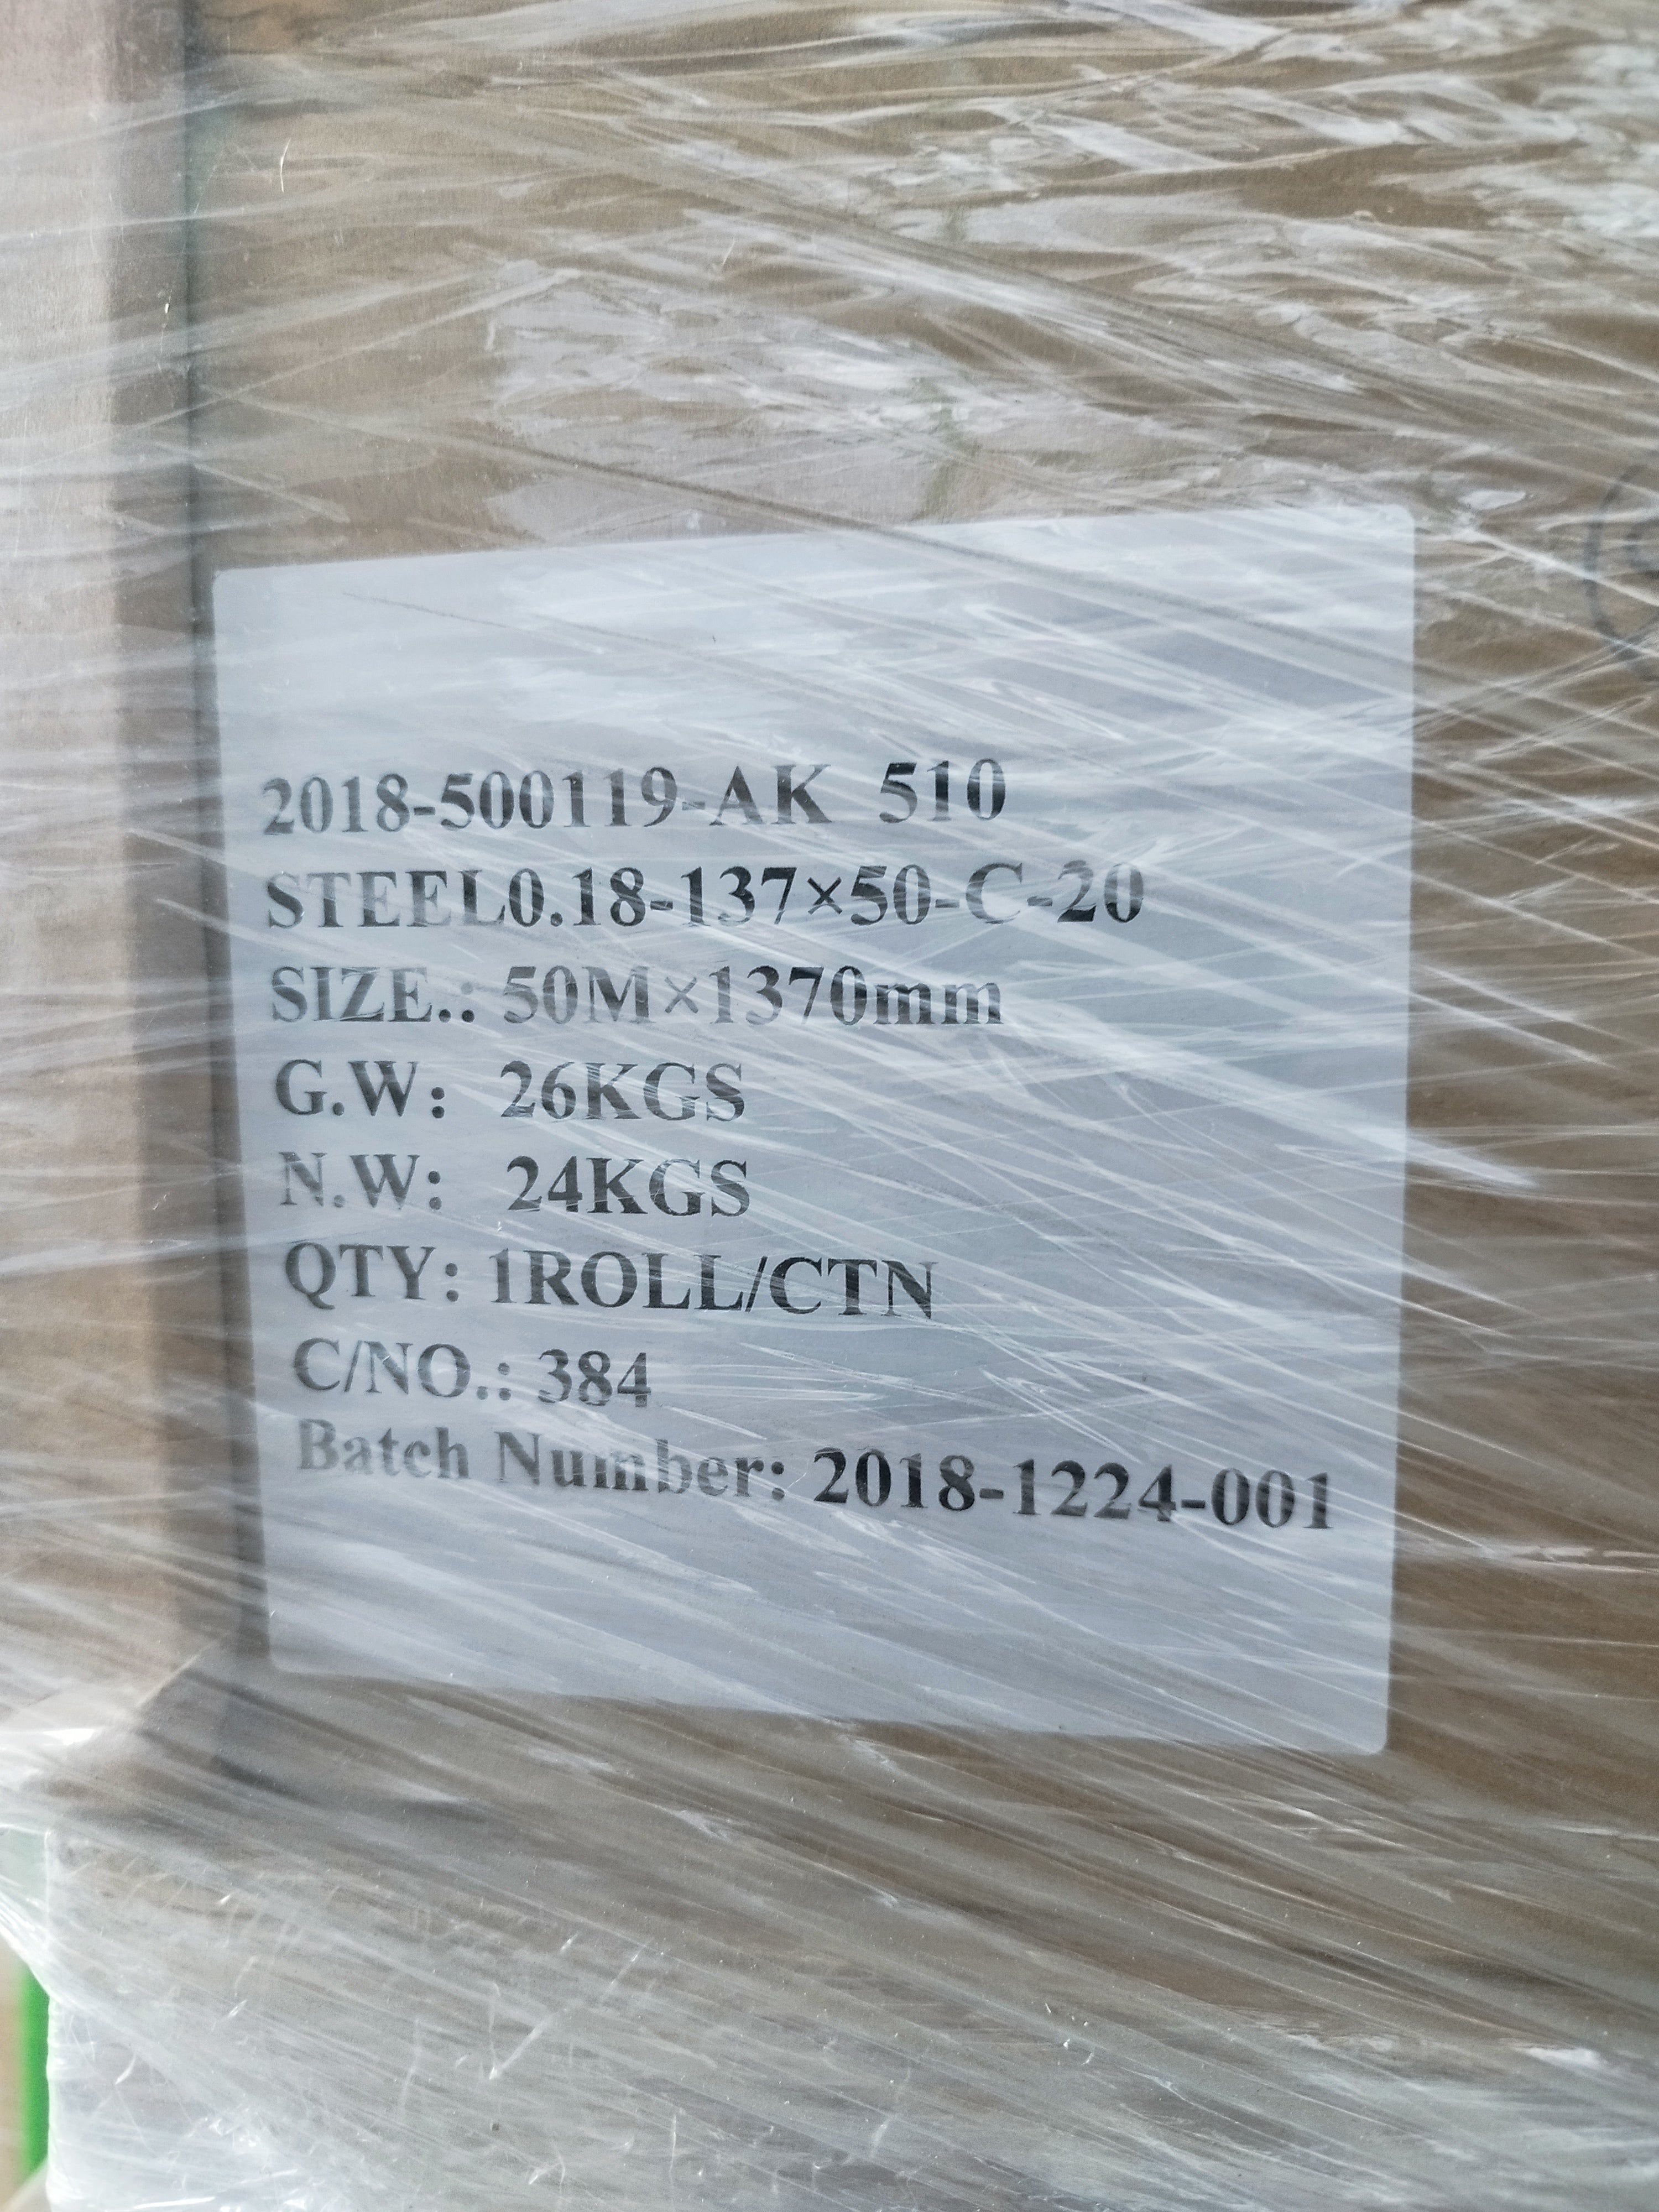 2018-500119-AK 510
STEEL0.18-137×50-C-20
SIZE.: 50M×1370mm
G.W: 26KGS
N.W: 24KGS
QTY: 1ROLL/CTN
C/NO.: 384
Batch Number: 2018-1224-001